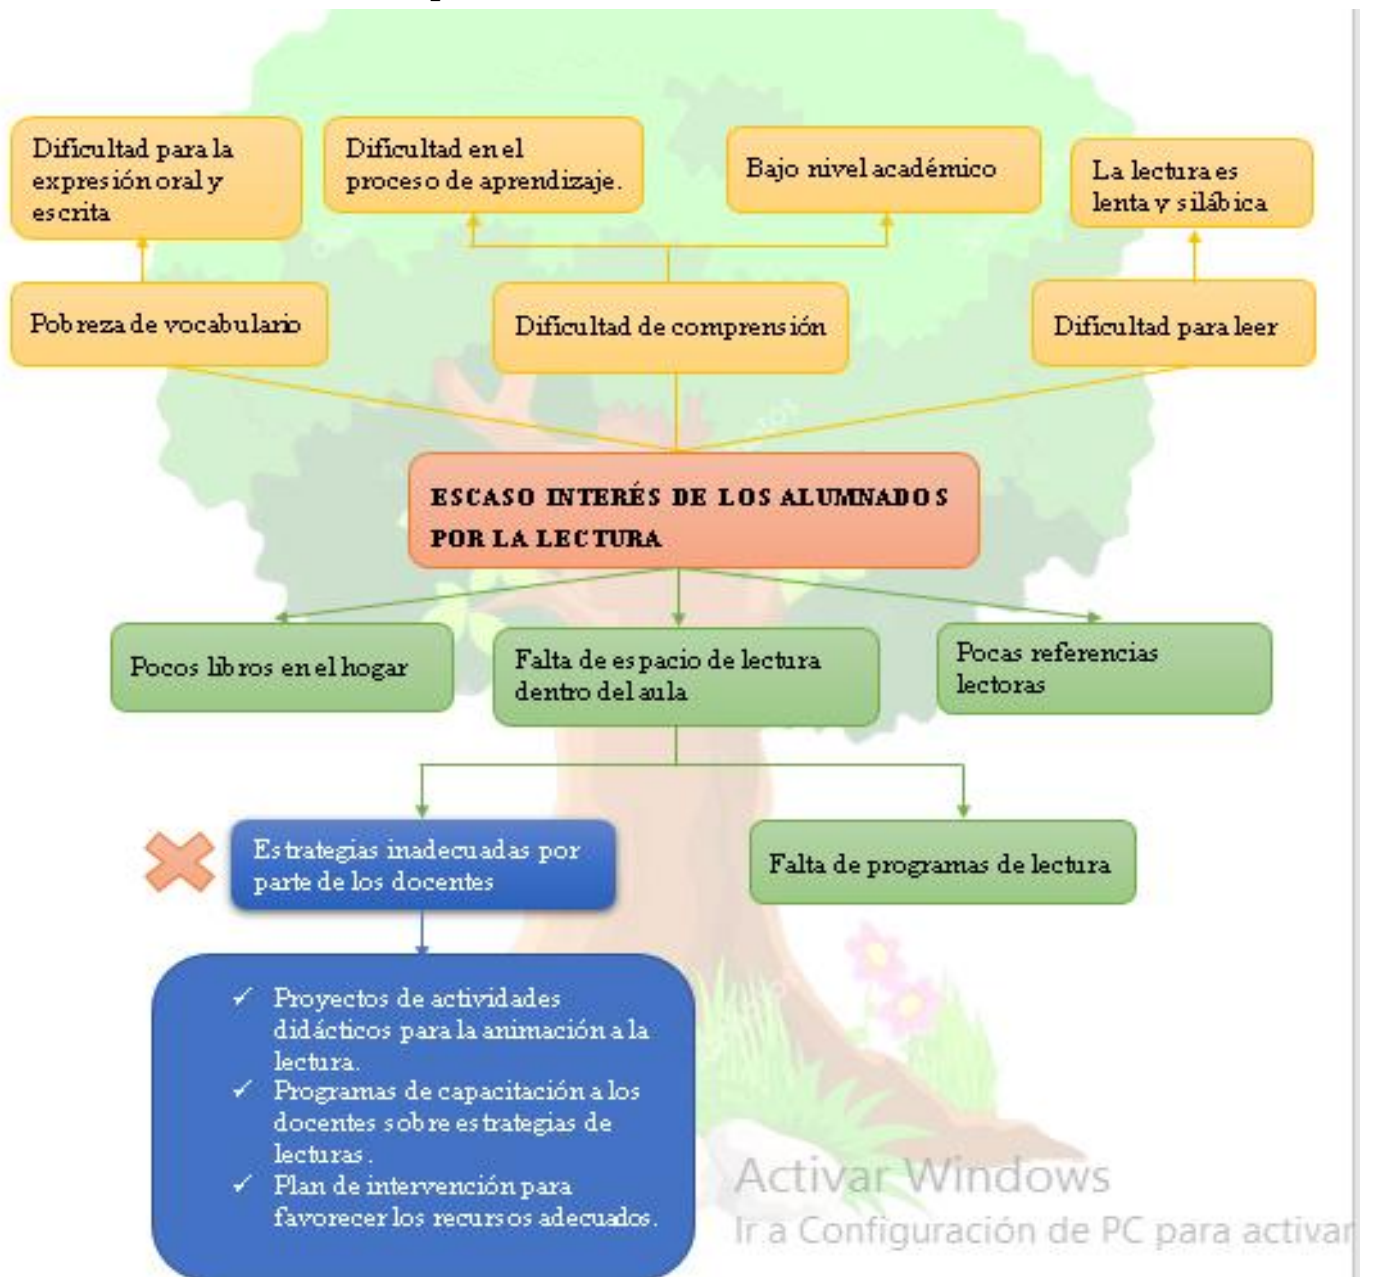 Dificultad para la
expresión oral y
escrita
Dificultad en el
proceso de aprendizaje.
Bajo nivel académico
La lectura es
lenta y silábica
Pobreza de vocabulario
Dificultad de comprensión
Dificultad para leer
ESCASO INTERÉS DE LOS ALUMNADOS
POR LA LECTURA
Pocos libros en el hogar
Falta de espacio de lectura
dentro del aula
Pocas referencias
lectoras
Estrategias inadecuadas por
parte de los docentes
Falta de programas de lectura
✓ Proyectos de actividades
didácticos para la animación a la
lectura.
✓ Programas de capacitación a los
docentes sobre estrategias de
lecturas.
✓ Plan de intervención para
favorecer los recursos adecuados.
Activar Windows
Ir a Configuración de PC para activar